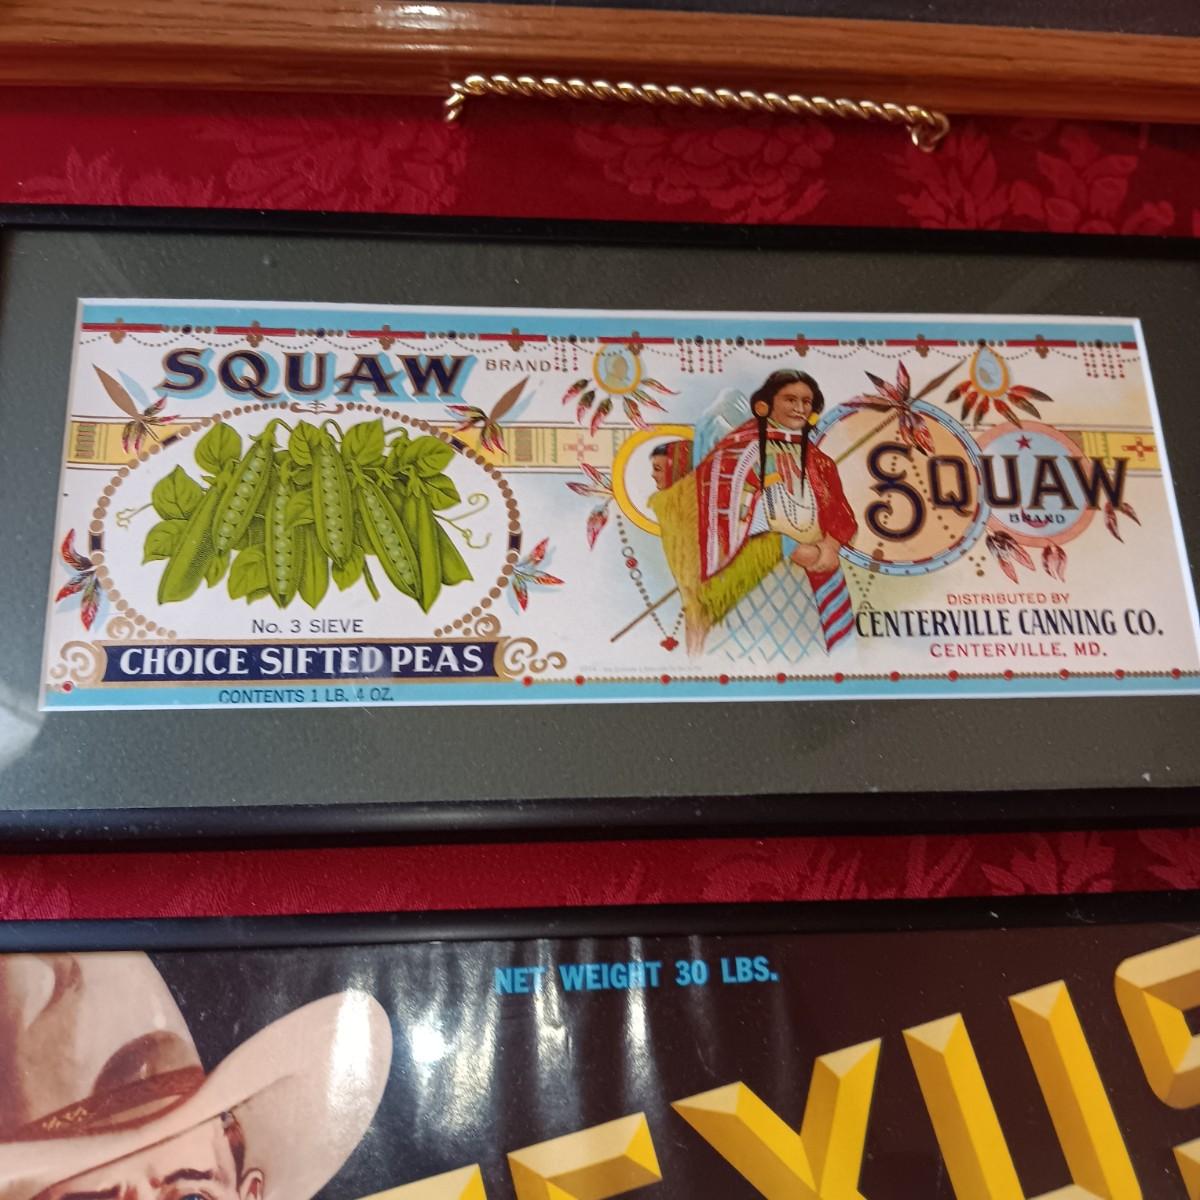 SQUAW BRAND
No. 3 SIEVE
CHOICE SIFTED PEAS
CONTENTS 1 LB. 4 OZ.
SQUAW
BRAND
DISTRIBUTED BY
CENTERVILLE CANNING CO.
CENTERVILLE, MD.
NET WEIGHT 30 LBS.